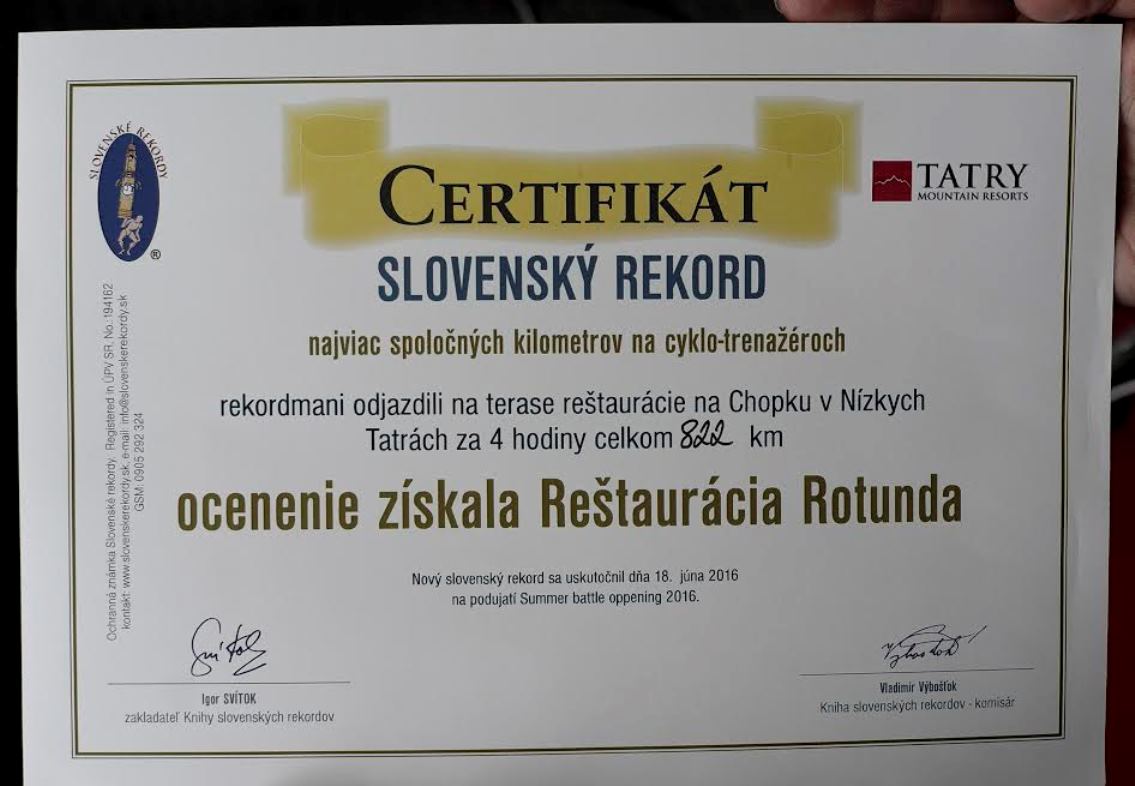 SLOVENSKÉ REKORDY
®
TATRY
MOUNTAIN RESORTS
CERTIFIKÁT
SLOVENSKÝ REKORD
najviac spoločných kilometrov na cyklo-trenažéroch
rekordmani odjazdili na terase reštaurácie na Chopku v Nízkych
Tatrách za 4 hodiny celkom 822 km
ocenenie získala Reštaurácia Rotunda
Nový slovenský rekord sa uskutočnil dňa 18. júna 2016
na podujatí Summer battle oppening 2016.
Ochranná známka Slovenské rekordy. Registered in ÚPV SR, No.:194162
kontakt: www.slovenskerekordy.sk, e-mail: info@slovenskerekordy.sk
GSM: 0905 292 324
Svítok
Igor SVÍTOK
zakladateľ Knihy slovenských rekordov
Výbošťok
Vladimír Výbošťok
Kniha slovenských rekordov - komisár